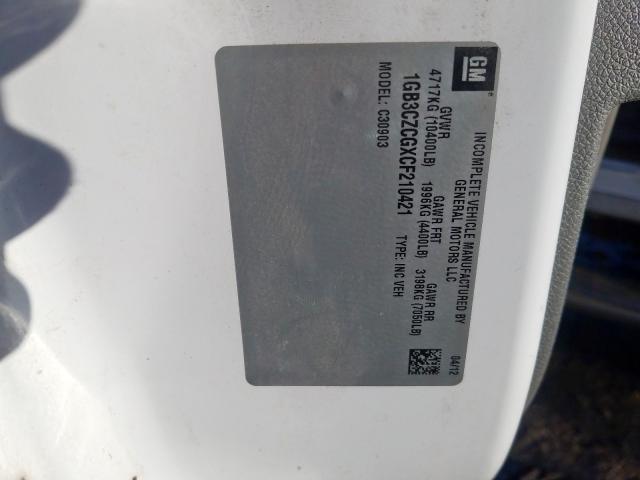 GM
INCOMPLETE VEHICLE MANUFACTURED BY
GENERAL MOTORS LLC
04/12
GVWR GAWR FRT GAWR RR
4717KG (10400LB) 1996KG (4400LB) 3198KG (7050LB)
1GB3CZCGXCF210421 TYPE: INC VEH
MODEL: C30903